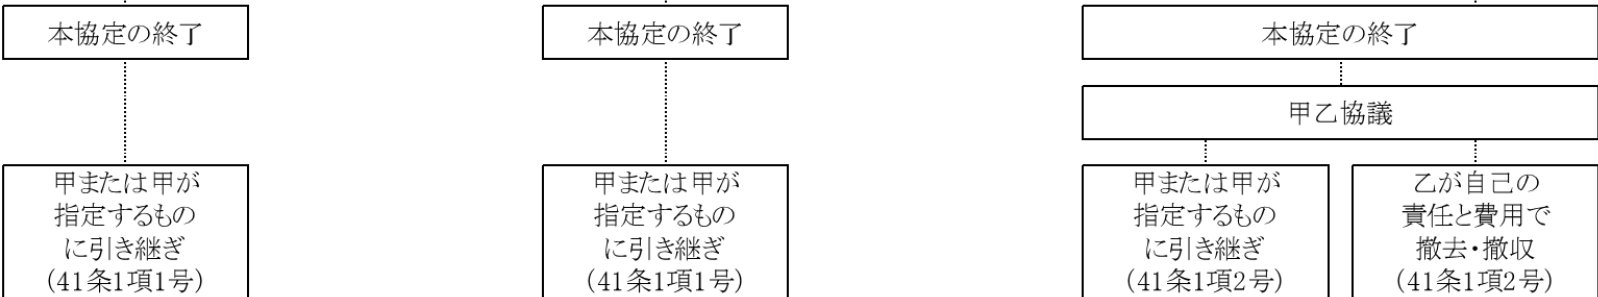 本協定の終了
本協定の終了
本協定の終了
甲乙協議
甲または甲が
指定するもの
に引き継ぎ
(41条1項1号)
甲または甲が
指定するもの
に引き継ぎ
(41条1項1号)
甲または甲が
指定するもの
に引き継ぎ
(41条1項2号)
乙が自己の
責任と費用で
撤去・撤収
(41条1項2号)